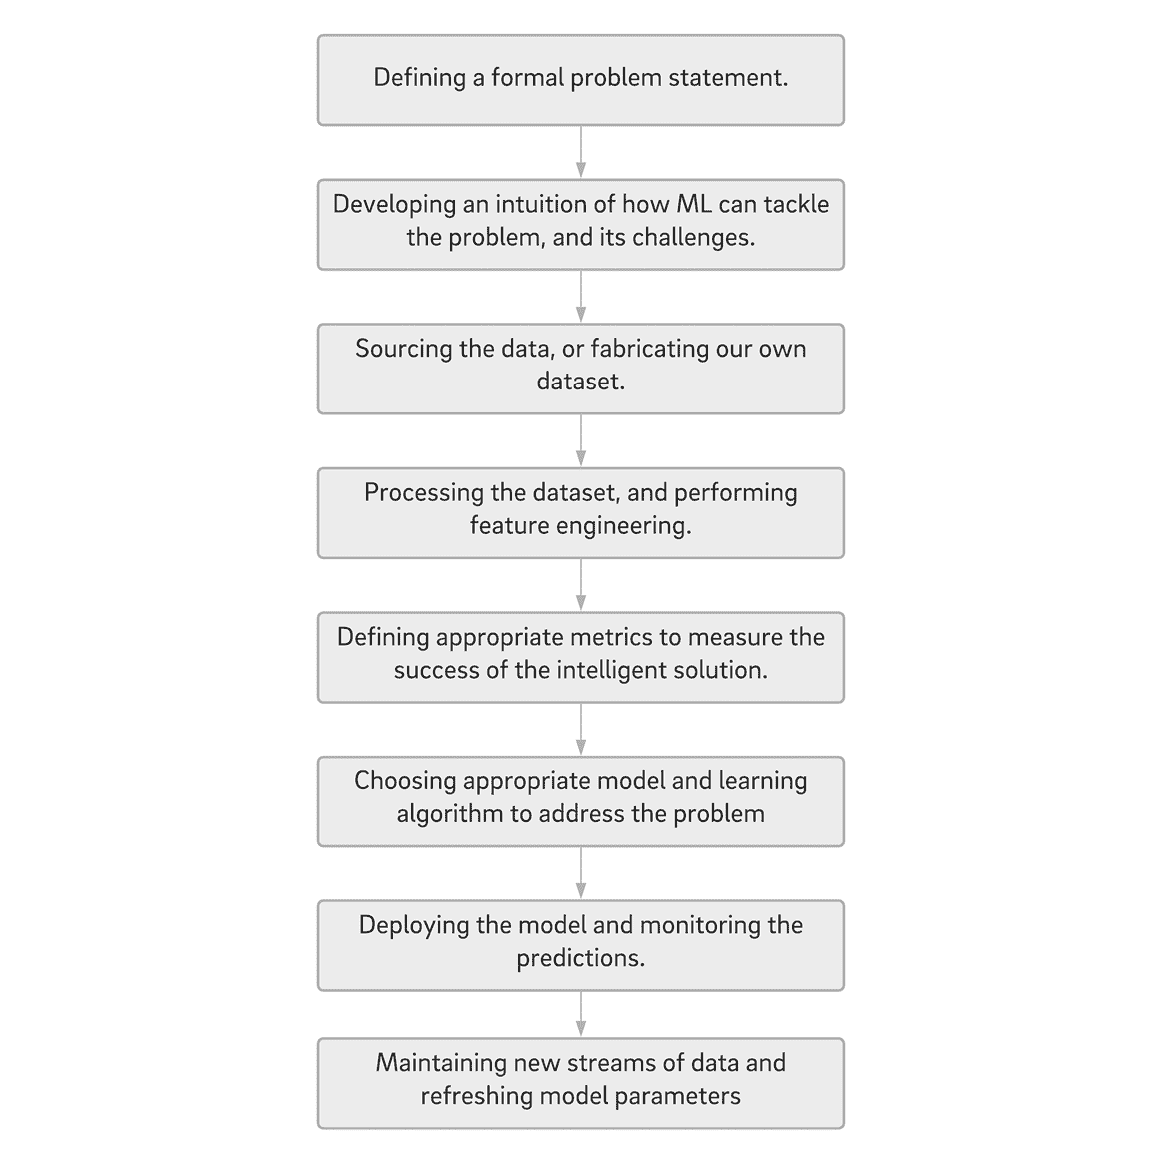 Defining a formal problem statement.
Developing an intuition of how ML can tackle
the problem, and its challenges.
Sourcing the data, or fabricating our own
dataset.
Processing the dataset, and performing
feature engineering.
Defining appropriate metrics to measure the
success of the intelligent solution.
Choosing appropriate model and learning
algorithm to address the problem
Deploying the model and monitoring the
predictions.
Maintaining new streams of data and
refreshing model parameters